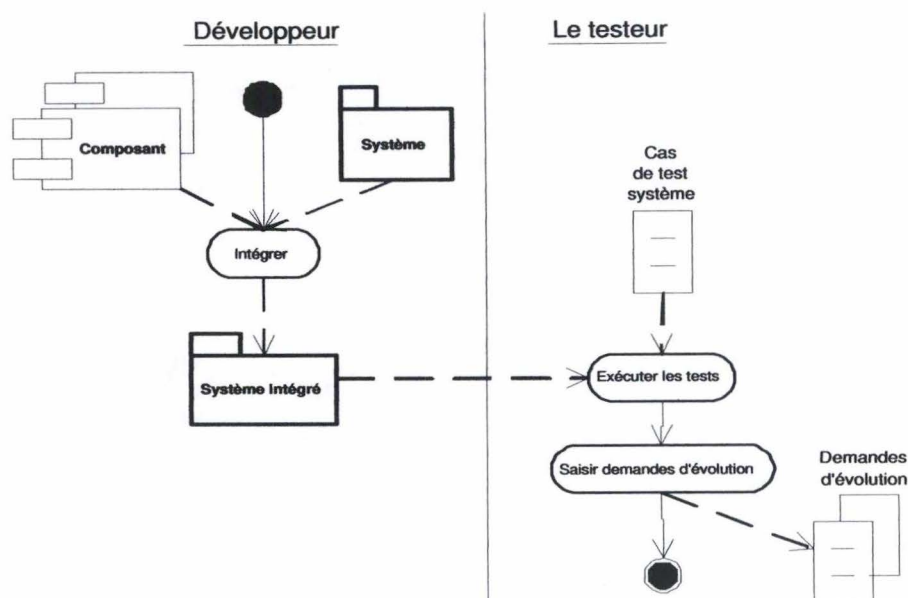 Développeur
Le testeur
Composant
Système
Cas
de test
système
Intégrer
Système Intégré
Exécuter les tests
Saisir demandes d'évolution
Demandes
d'évolution